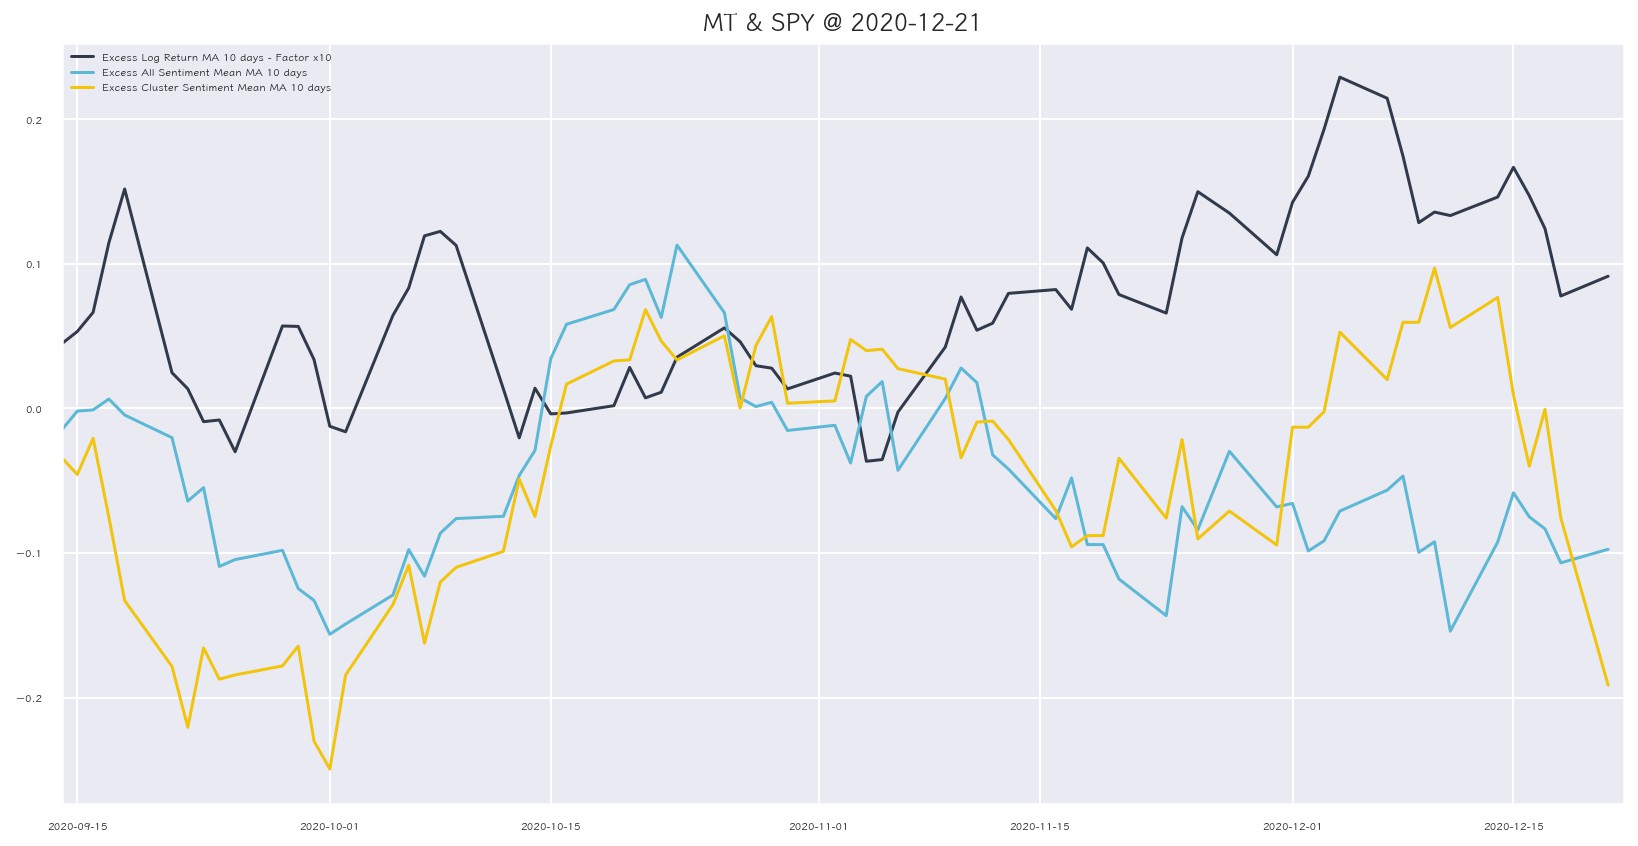 MT & SPY @ 2020-12-21
Excess Log Return MA 10 days - Factor x10
Excess All Sentiment Mean MA 10 days
Excess Cluster Sentiment Mean MA 10 days
0.2
0.1
0.0
−0.1
−0.2
2020-09-15 2020-10-01 2020-10-15 2020-11-01 2020-11-15 2020-12-01 2020-12-15